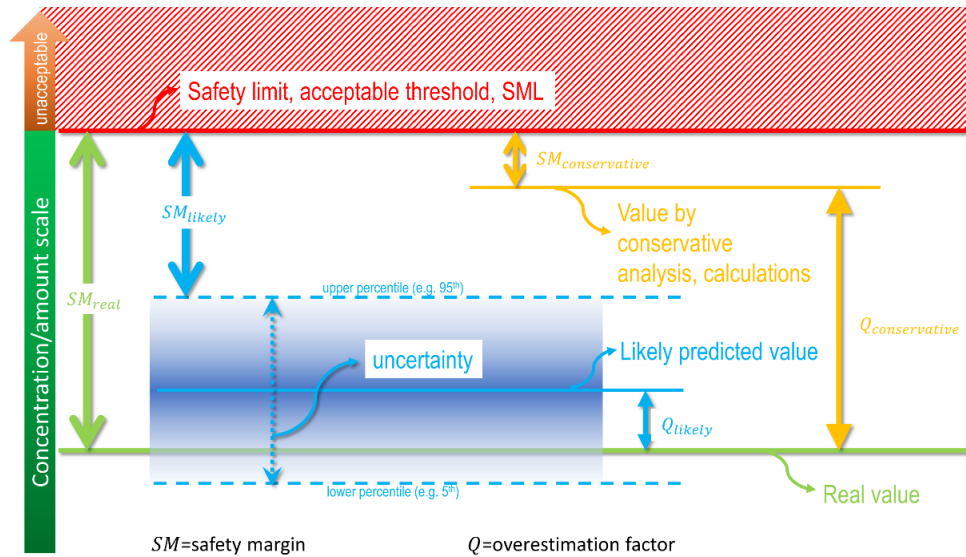 unacceptable
Concentration/amount scale
Safety limit, acceptable threshold, SML
SM_conservative
SM_likely
Value by
conservative
analysis, calculations
upper percentile (e.g. 95th)
SM_real
Q_conservative
uncertainty
Likely predicted value
Q_likely
lower percentile (e.g. 5th)
Real value
SM=safety margin
Q=overestimation factor